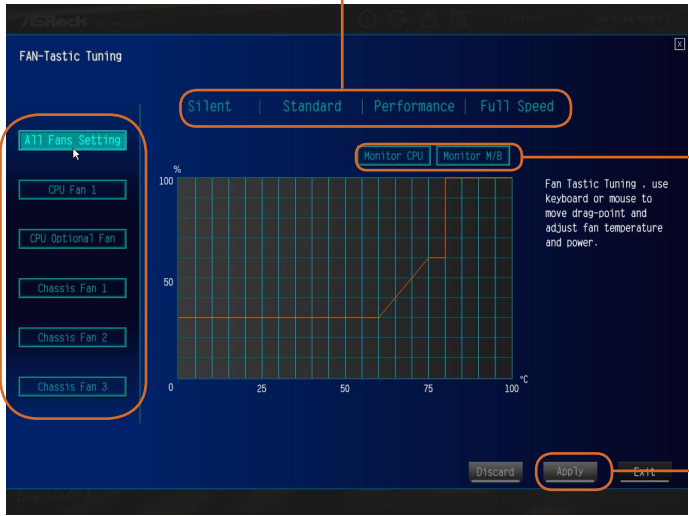 ASRock
FAN-Tastic Tuning
X
Silent | Standard | Performance | Full Speed
All Fans Setting
CPU Fan 1
CPU Optional Fan
Chassis Fan 1
Chassis Fan 2
Chassis Fan 3
Monitor CPU
Monitor M/B
%
100
50
0
25
50
75
100
°C
Fan Tastic Tuning . use
keyboard or mouse to
move drag-point and
adjust fan temperature
and power.
Discard
Apply
Exit